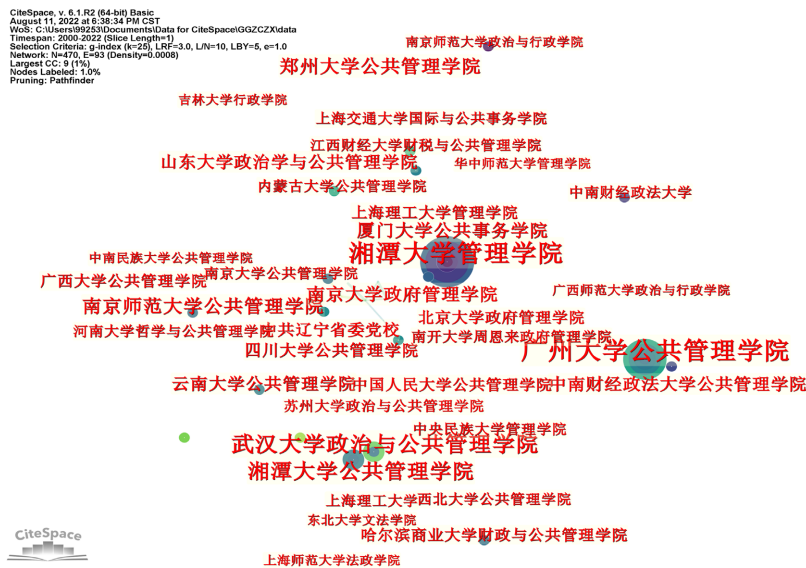 CiteSpace, v. 6.1.R2 (64-bit) Basic
August 11, 2022 at 6:38:34 PM CST
WoS: C:\Users\99253\Documents\Data for CiteSpace\GGZCZX\data
Timespan: 2000-2022 (Slice Length=1)
Selection Criteria: g-index (k=25), LRF=3.0, L/N=10, LBY=5, e=1.0
Network: N=470, E=93 (Density=0.0008)
Largest CC: 9 (1%)
Nodes Labeled: 1.0%
Pruning: Pathfinder
南京师范大学政治与行政学院
郑州大学公共管理学院
吉林大学行政学院
上海交通大学国际与公共事务学院
江西财经大学财税与公共管理学院
山东大学政治学与公共管理学院
华中师范大学管理学院
内蒙古大学公共管理学院
中南财经政法大学
上海理工大学管理学院
厦门大学公共事务学院
湘潭大学管理学院
中南民族大学公共管理学院
南京大学公共管理学院
广西大学公共管理学院
南京大学政府管理学院
广西师范大学政治与行政学院
南京师范大学公共管理学院
北京大学政府管理学院
河南大学哲学与公共管理学院
中共辽宁省委党校
南开大学周恩来政府管理学院
四川大学公共管理学院
广州大学公共管理学院
云南大学公共管理学院
中国人民大学公共管理学院
中南财经政法大学公共管理学院
苏州大学政治与公共管理学院
中央民族大学管理学院
武汉大学政治与公共管理学院
湘潭大学公共管理学院
上海理工大学
西北大学公共管理学院
东北大学文法学院
哈尔滨商业大学财政与公共管理学院
上海师范大学法政学院
CiteSpace